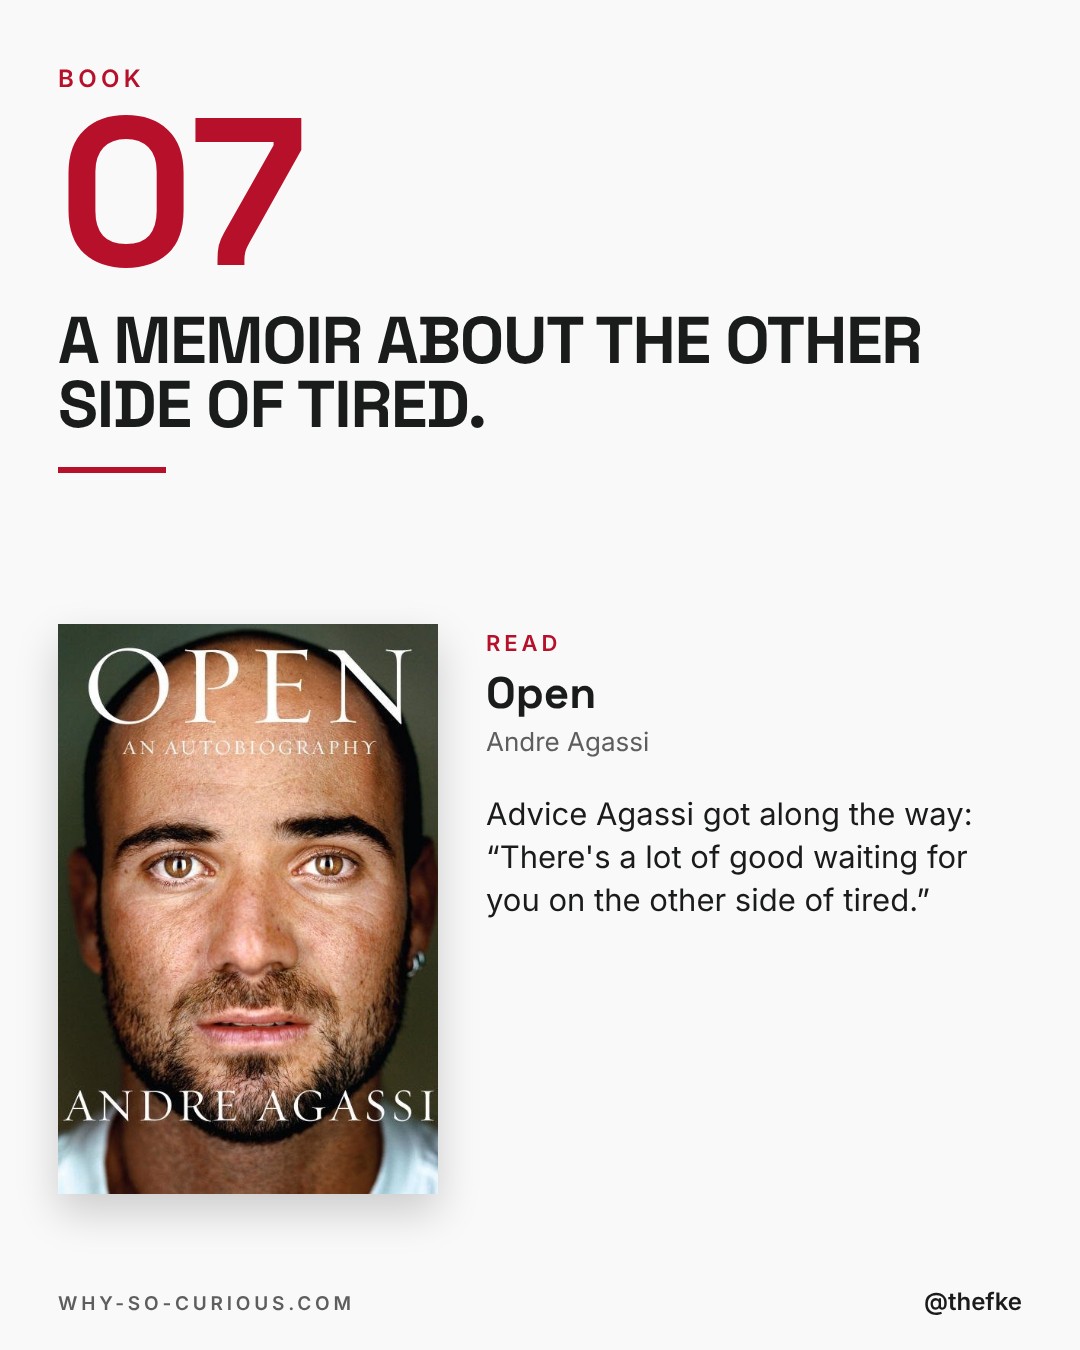 BOOK
07
A MEMOIR ABOUT THE OTHER
SIDE OF TIRED.
OPEN
AN AUTOBIOGRAPHY
ANDRE AGASSI
READ
Open
Andre Agassi
Advice Agassi got along the way:
“There's a lot of good waiting for
you on the other side of tired.”
WHY-SO-CURIOUS.COM
@thefke